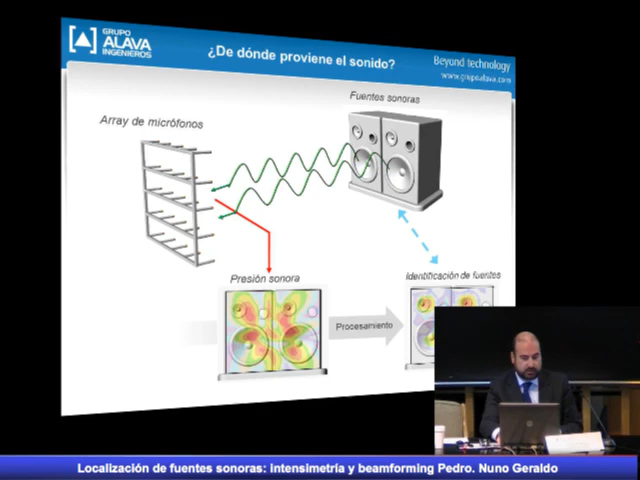 GRUPO
ALAVA
INGENIEROS
¿De dónde proviene el sonido?
Beyond technology
www.grupoalava.com
Fuentes sonoras
Array de micrófonos
Presión sonora
Identificación de fuentes
Procesamiento
Localización de fuentes sonoras: intensimetría y beamforming Pedro. Nuno Geraldo